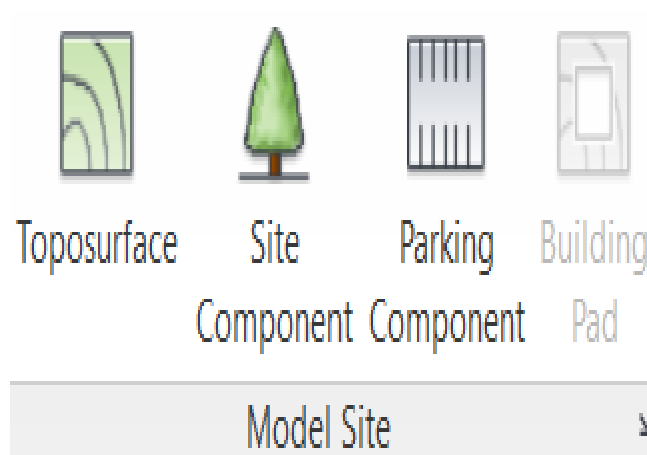 Toposurface Site Parking Building
Component Component Pad
Model Site